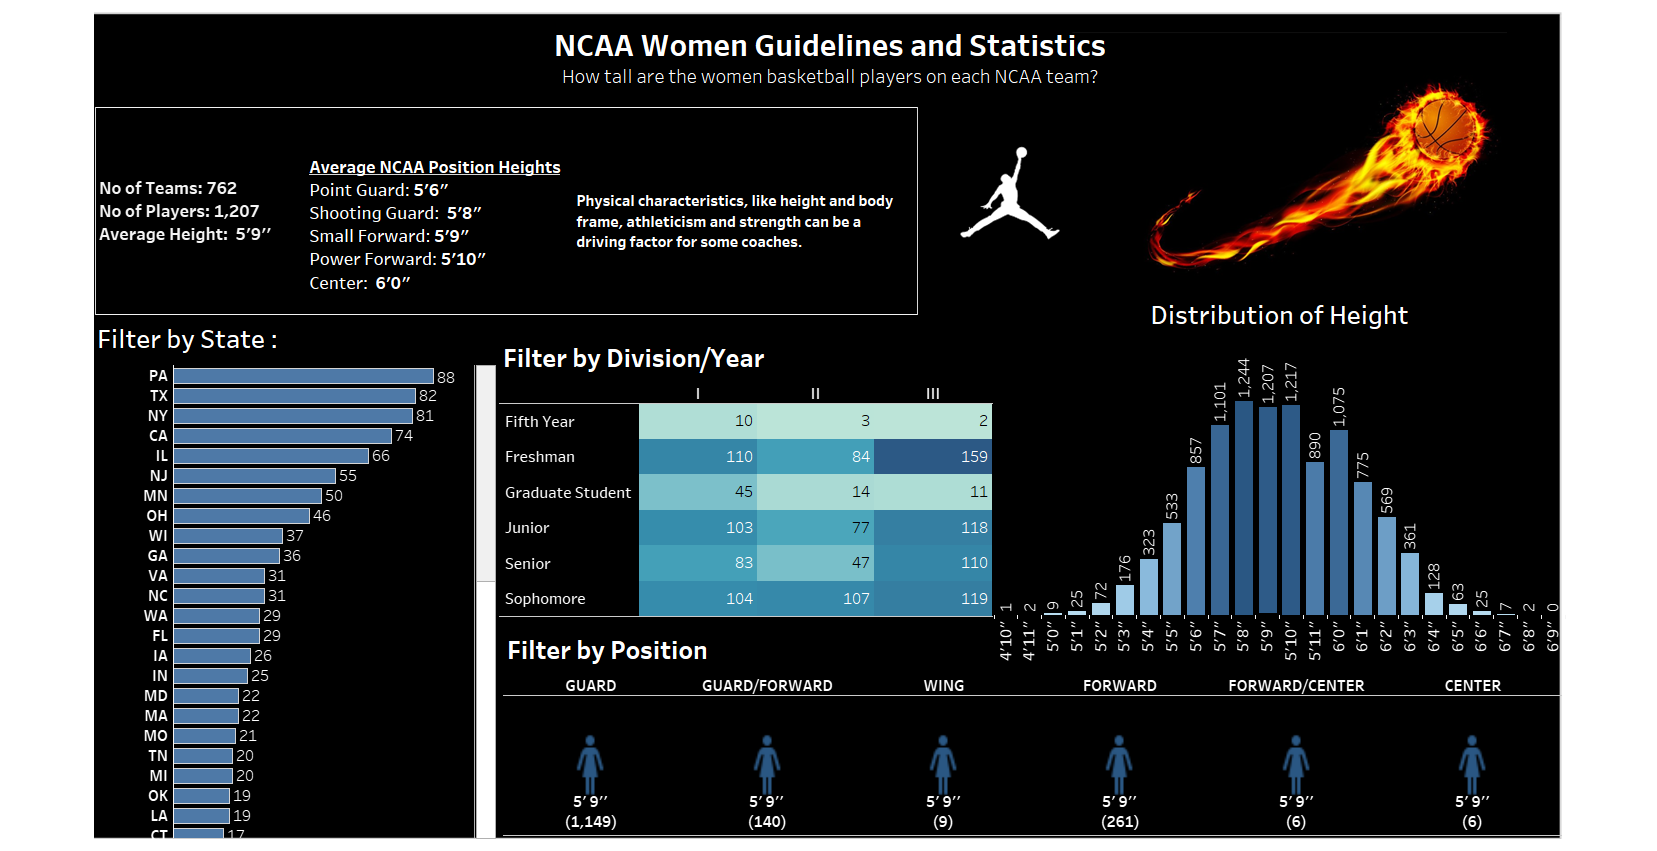 NCAA Women Guidelines and Statistics
How tall are the women basketball players on each NCAA team?
No of Teams: 762
No of Players: 1,207
Average Height:  5’9’’
Average NCAA Position Heights
Point Guard: 5’6”
Shooting Guard:  5’8”
Small Forward: 5’9”
Power Forward: 5’10”
Center:  6’0”
Physical characteristics, like height and body
frame, athleticism and strength can be a
driving factor for some coaches.
Filter by State :
PA 88
TX 82
NY 81
CA 74
IL 66
NJ 55
MN 50
OH 46
WI 37
GA 36
VA 31
NC 31
WA 29
FL 29
IA 26
IN 25
MD 22
MA 22
MO 21
TN 20
MI 20
OK 19
LA 19
CT 17
Filter by Division/Year
I II III
Fifth Year 10 3 2
Freshman 110 84 159
Graduate Student 45 14 11
Junior 103 77 118
Senior 83 47 110
Sophomore 104 107 119
Distribution of Height
1 2 9 25 72 176 323 533 857 1,101 1,244 1,207 1,217 890 1,075 775 569 361 128 63 25 7 2 0
4’10” 4’11” 5’0” 5’1” 5’2” 5’3” 5’4” 5’5” 5’6” 5’7” 5’8” 5’9” 5’10” 5’11” 6’0” 6’1” 6’2” 6’3” 6’4” 6’5” 6’6” 6’7” 6’8” 6’9”
Filter by Position
GUARD GUARD/FORWARD WING FORWARD FORWARD/CENTER CENTER
5’ 9’’ 5’ 9’’ 5’ 9’’ 5’ 9’’ 5’ 9’’ 5’ 9’’
(1,149) (140) (9) (261) (6) (6)